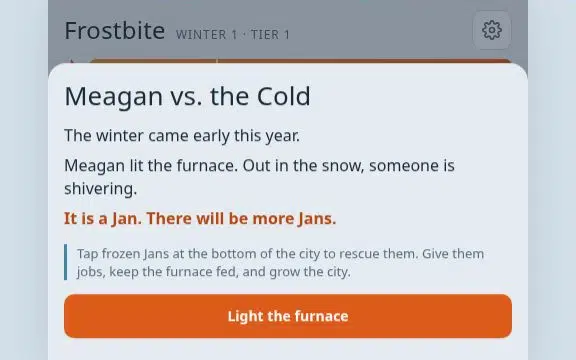 Frostbite WINTER 1 · TIER 1
Meagan vs. the Cold
The winter came early this year.
Meagan lit the furnace. Out in the snow, someone is
shivering.
It is a Jan. There will be more Jans.
Tap frozen Jans at the bottom of the city to rescue them. Give them
jobs, keep the furnace fed, and grow the city.
Light the furnace